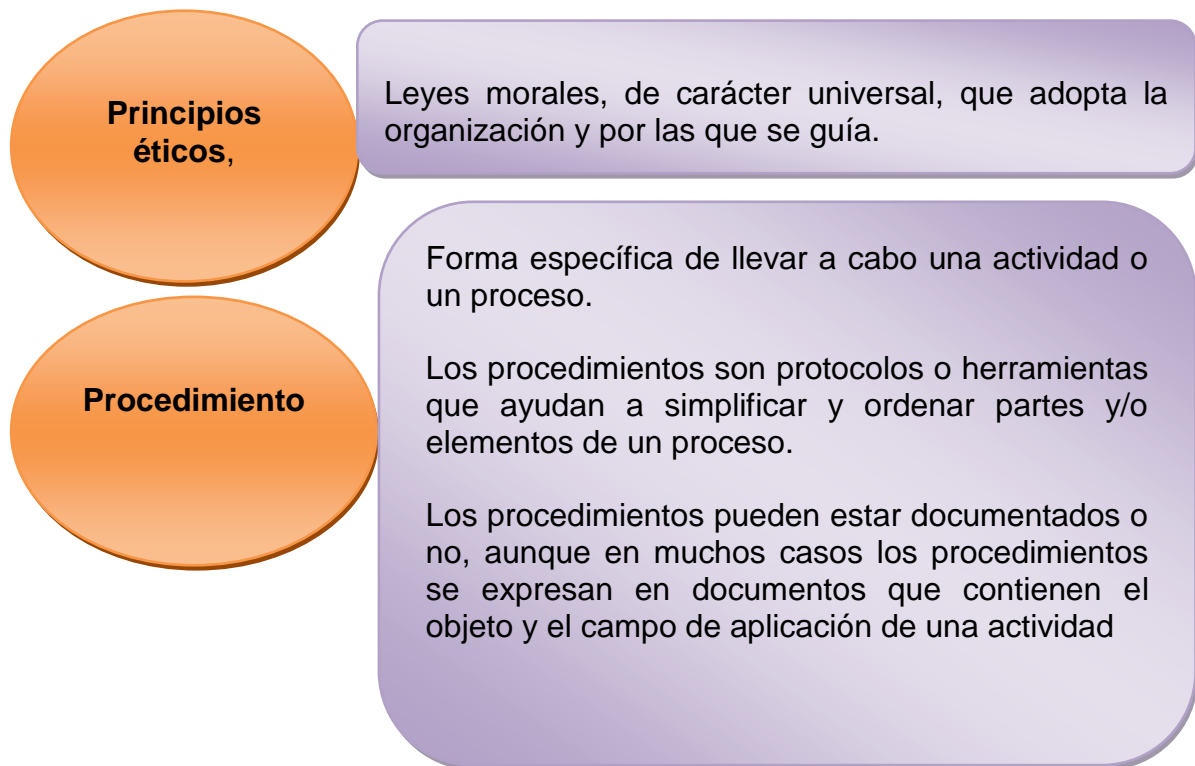 Principios
éticos,
Leyes morales, de carácter universal, que adopta la
organización y por las que se guía.
Procedimiento
Forma específica de llevar a cabo una actividad o
un proceso.
Los procedimientos son protocolos o herramientas
que ayudan a simplificar y ordenar partes y/o
elementos de un proceso.
Los procedimientos pueden estar documentados o
no, aunque en muchos casos los procedimientos
se expresan en documentos que contienen el
objeto y el campo de aplicación de una actividad